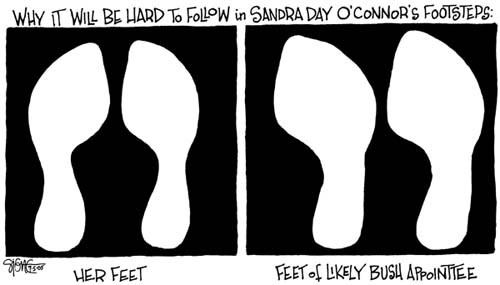 WHY IT WILL BE HARD TO FOLLOW in SANDRA DAY O'CONNOR'S FOOTSTEPS:
HER FEET
FEET of LIKELY BUSH APPOINTEE